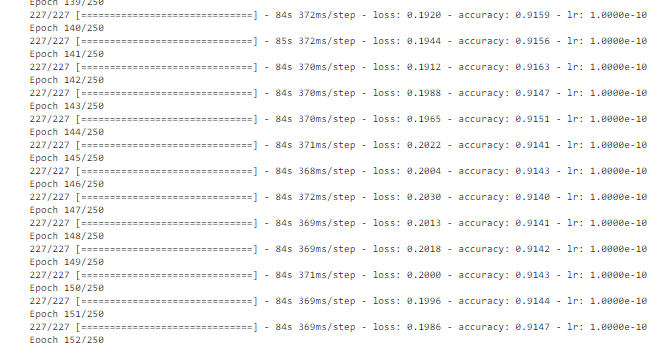 Epoch 139/250
227/227 [==============================] - 84s 372ms/step - loss: 0.1920 - accuracy: 0.9159 - lr: 1.0000e-10
Epoch 140/250
227/227 [==============================] - 85s 372ms/step - loss: 0.1944 - accuracy: 0.9156 - lr: 1.0000e-10
Epoch 141/250
227/227 [==============================] - 84s 370ms/step - loss: 0.1912 - accuracy: 0.9163 - lr: 1.0000e-10
Epoch 142/250
227/227 [==============================] - 84s 370ms/step - loss: 0.1988 - accuracy: 0.9147 - lr: 1.0000e-10
Epoch 143/250
227/227 [==============================] - 84s 370ms/step - loss: 0.1965 - accuracy: 0.9151 - lr: 1.0000e-10
Epoch 144/250
227/227 [==============================] - 84s 371ms/step - loss: 0.2022 - accuracy: 0.9141 - lr: 1.0000e-10
Epoch 145/250
227/227 [==============================] - 84s 368ms/step - loss: 0.2004 - accuracy: 0.9143 - lr: 1.0000e-10
Epoch 146/250
227/227 [==============================] - 84s 372ms/step - loss: 0.2030 - accuracy: 0.9140 - lr: 1.0000e-10
Epoch 147/250
227/227 [==============================] - 84s 369ms/step - loss: 0.2013 - accuracy: 0.9141 - lr: 1.0000e-10
Epoch 148/250
227/227 [==============================] - 84s 369ms/step - loss: 0.2018 - accuracy: 0.9142 - lr: 1.0000e-10
Epoch 149/250
227/227 [==============================] - 84s 371ms/step - loss: 0.2000 - accuracy: 0.9143 - lr: 1.0000e-10
Epoch 150/250
227/227 [==============================] - 84s 369ms/step - loss: 0.1996 - accuracy: 0.9144 - lr: 1.0000e-10
Epoch 151/250
227/227 [==============================] - 84s 369ms/step - loss: 0.1986 - accuracy: 0.9147 - lr: 1.0000e-10
Epoch 152/250